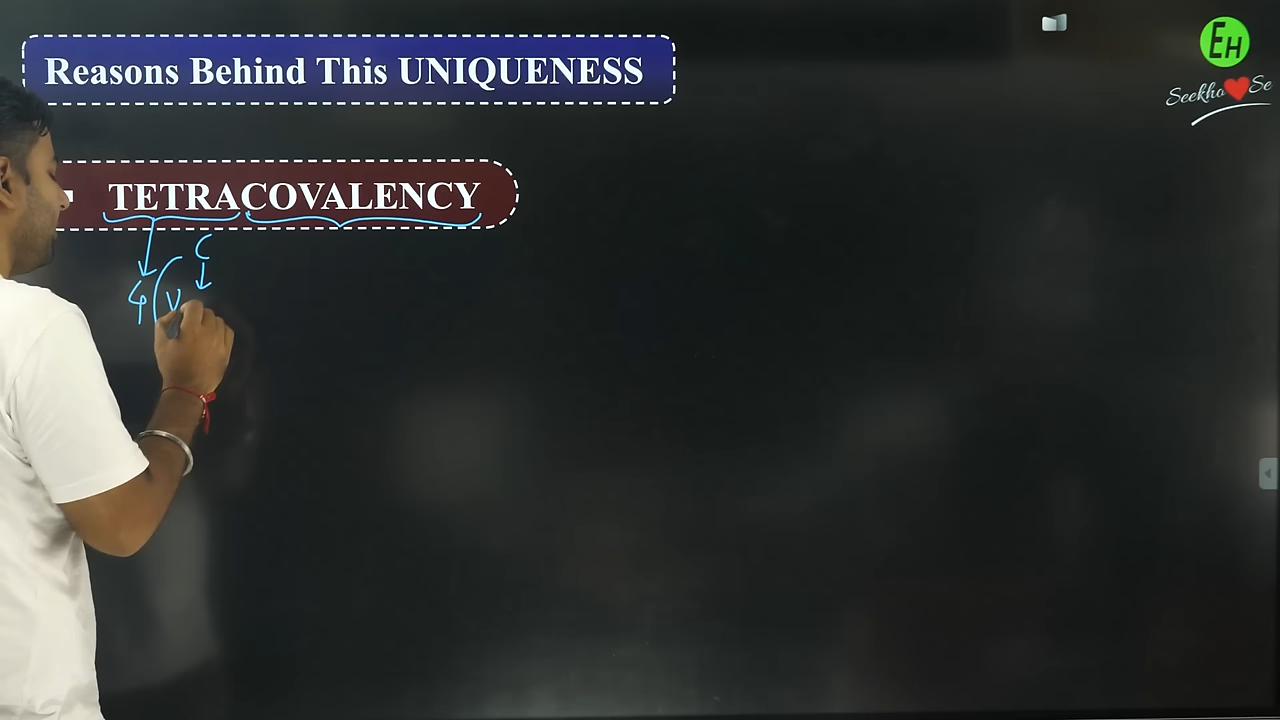 Reasons Behind This UNIQUENESS
EH
Seekho ❤ Se
TETRACOVALENCY
C
4 ( V